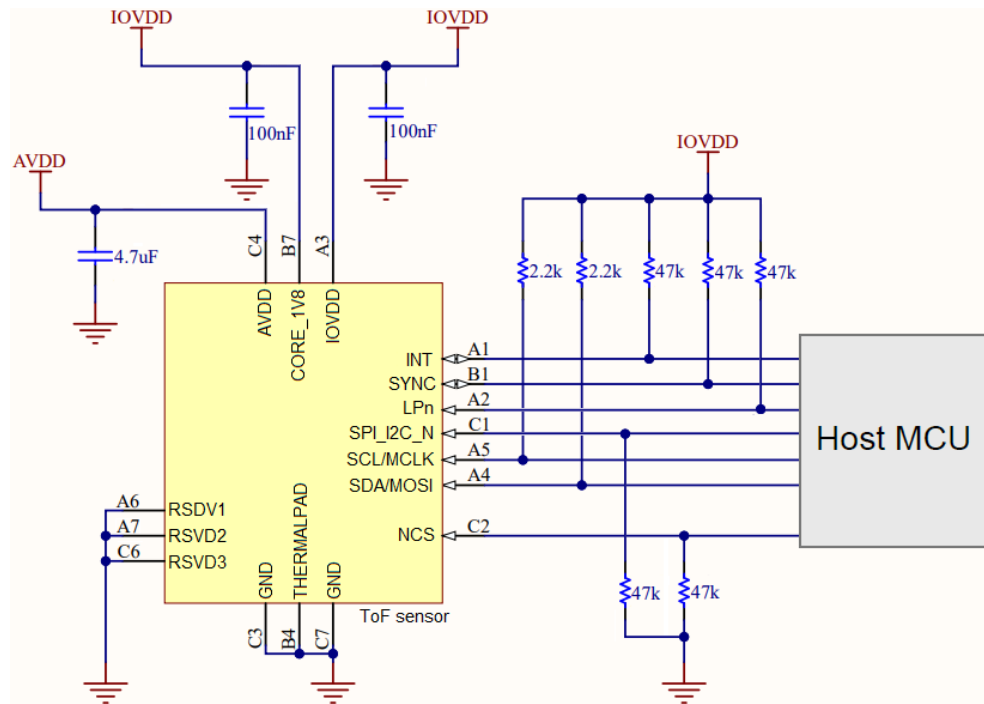 IOVDD
IOVDD
100nF
100nF
AVDD
IOVDD
4.7uF
C4
B7
A3
2.2k
2.2k
47k
47k
47k
AVDD
CORE_1V8
IOVDD
INT
A1
SYNC
B1
LPn
A2
SPI_I2C_N
C1
SCL/MCLK
A5
SDA/MOSI
A4
Host MCU
A6
RSDV1
A7
RSVD2
C6
RSVD3
NCS
C2
GND
THERMALPAD
GND
47k
47k
ToF sensor
C3
B4
C7